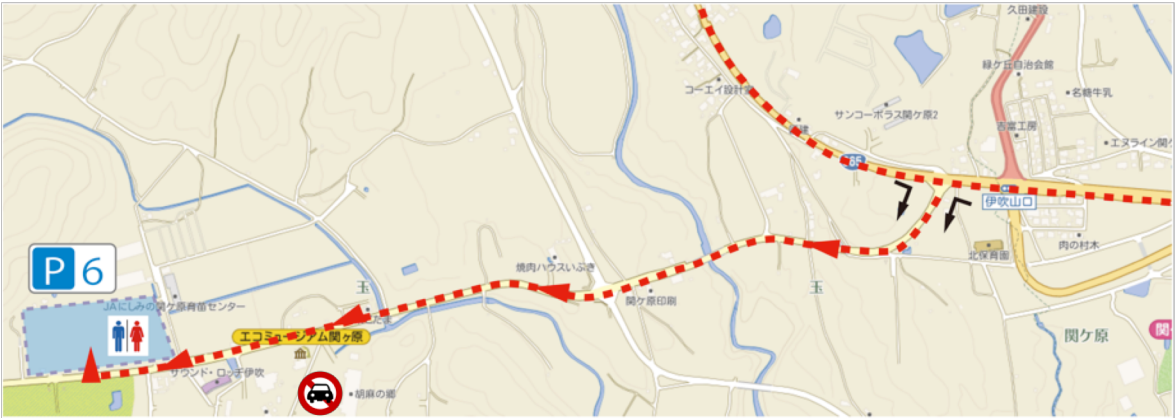 久田建設
緑ヶ丘自治会館
コーエイ設計室
名糖牛乳
サンコーポラス関ケ原2
吉富工房
エヌライン関ケ
365
伊吹山口
肉の村木
北保育園
P 6
焼肉ハウスいぶき
玉
玉
関ケ原印刷
JAにしみの関ケ原育苗センター
エコミュージアム関ヶ原
関ケ原
関
サウンド・ロッヂ伊吹
胡麻の郷